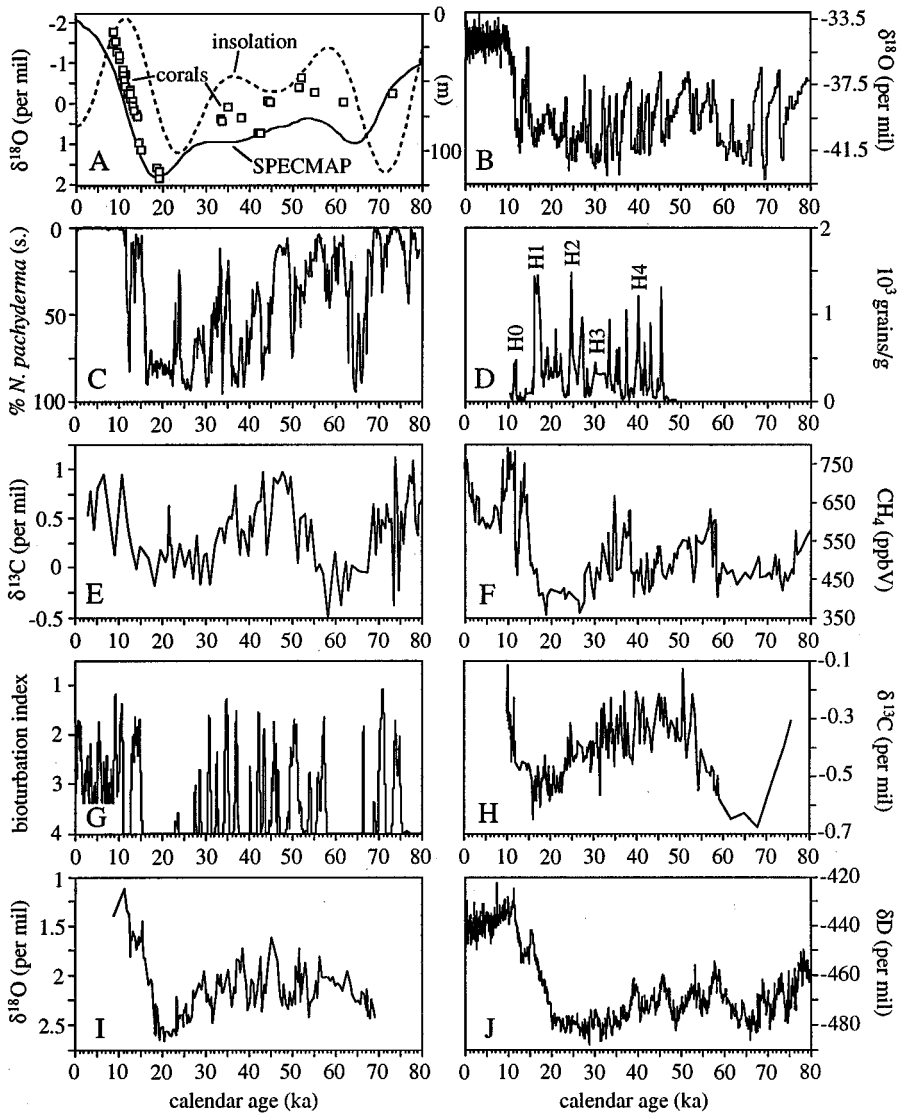 -2
-1
0
1
2
δ18O (per mil)
insolation
corals
SPECMAP
A
0
100
(m)
0 10 20 30 40 50 60 70 80
-33.5
-37.5
-41.5
δ18O (per mil)
B
0 10 20 30 40 50 60 70 80
0
50
100
% N. pachyderma (s.)
C
0 10 20 30 40 50 60 70 80
2
1
0
10³ grains/g
H0
H1
H2
H3
H4
D
0 10 20 30 40 50 60 70 80
1
0.5
0
-0.5
δ13C (per mil)
E
0 10 20 30 40 50 60 70 80
750
650
550
450
350
CH4 (ppbV)
F
0 10 20 30 40 50 60 70 80
1
2
3
4
bioturbation index
G
0 10 20 30 40 50 60 70 80
-0.1
-0.3
-0.5
-0.7
δ13C (per mil)
H
0 10 20 30 40 50 60 70 80
1
1.5
2
2.5
δ18O (per mil)
I
0 10 20 30 40 50 60 70 80
calendar age (ka)
-420
-440
-460
-480
δD (per mil)
J
0 10 20 30 40 50 60 70 80
calendar age (ka)